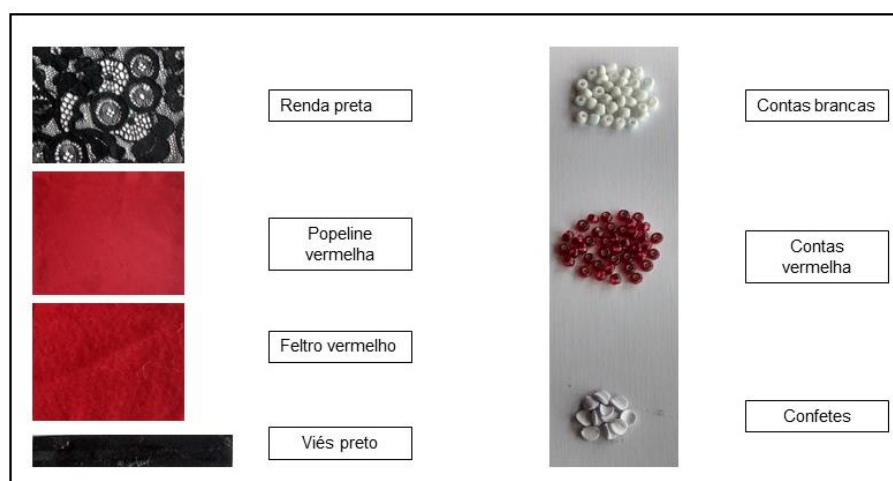 Renda preta
Popeline
vermelha
Feltro vermelho
Viés preto
Contas brancas
Contas
vermelha
Confetes